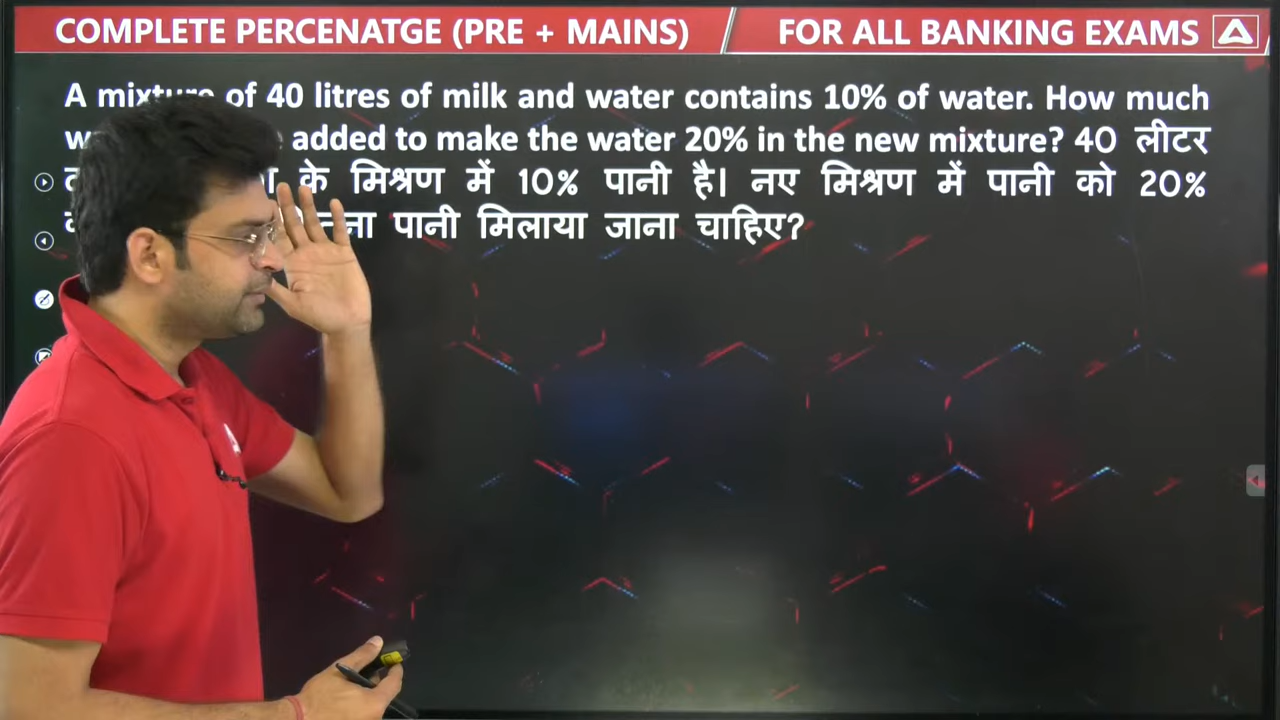 COMPLETE PERCENATGE (PRE + MAINS) FOR ALL BANKING EXAMS
A mixture of 40 litres of milk and water contains 10% of water. How much
added to make the water 20% in the new mixture? 40 लीटर
के मिश्रण में 10% पानी है। नए मिश्रण में पानी को 20%
पानी मिलाया जाना चाहिए?